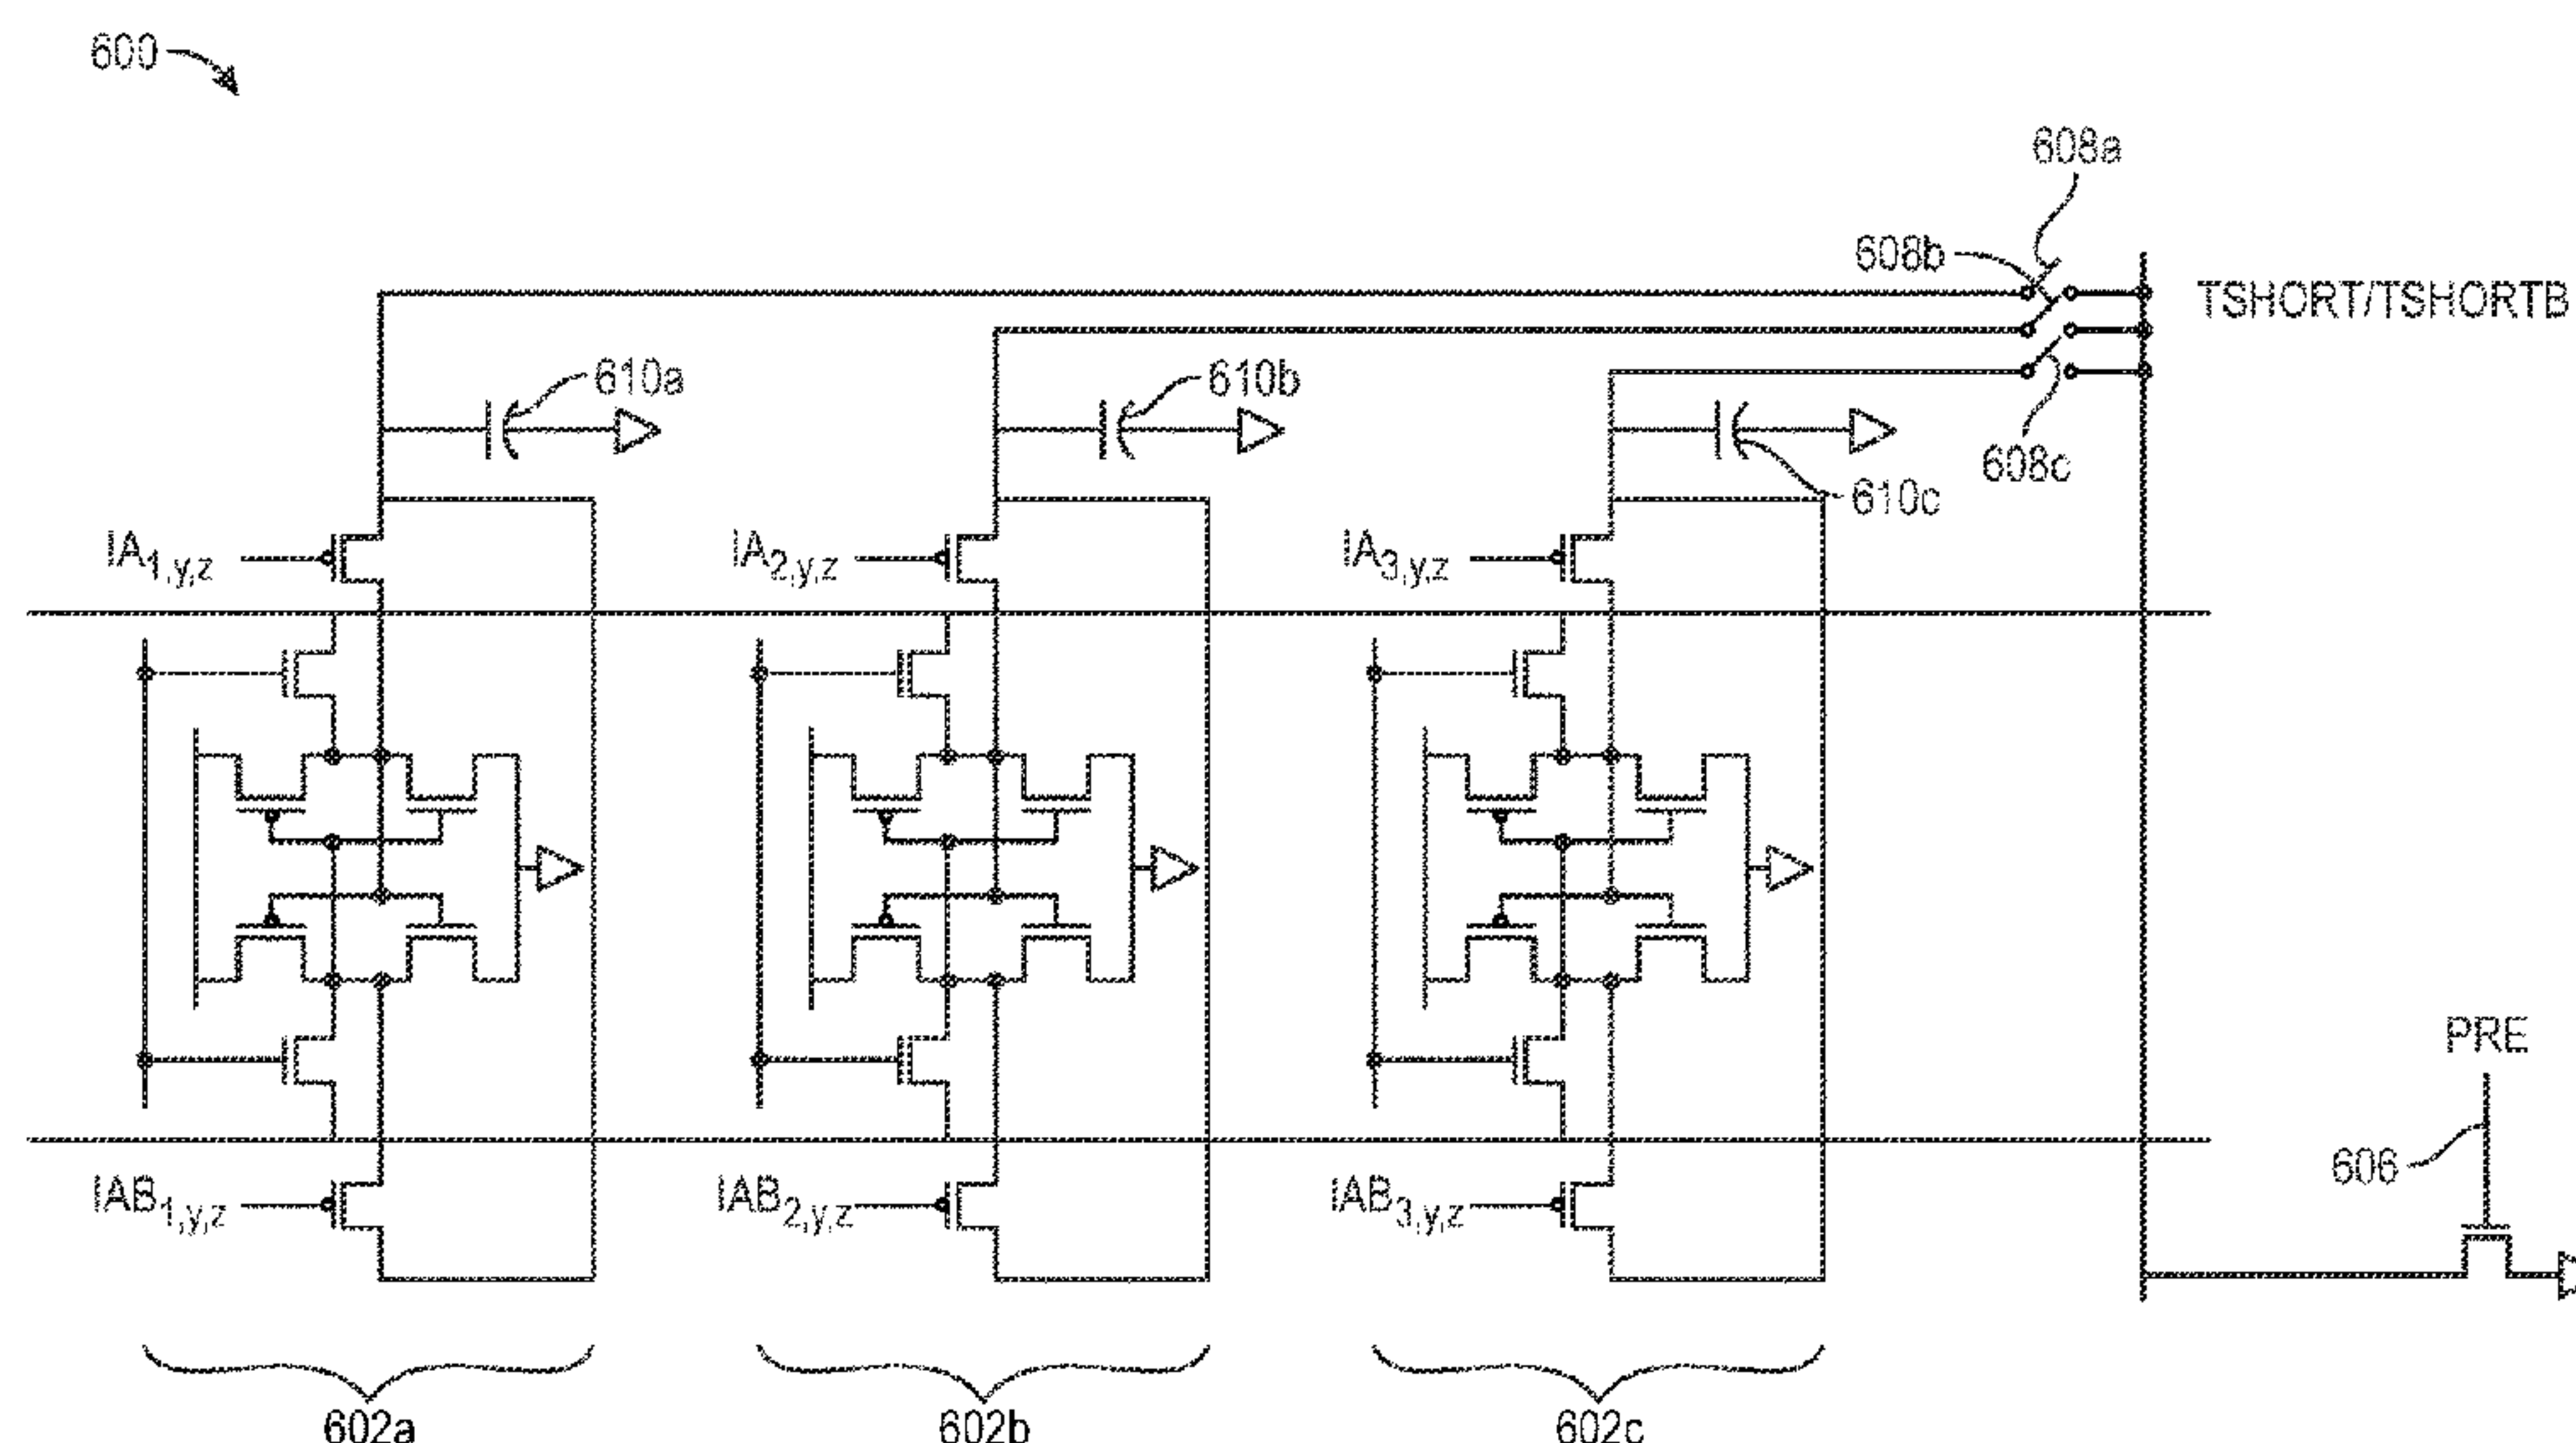 600
608a
608b
TSHORT/TSHORTB
610a
610b
608c
610c
IA1,y,z
IA2,y,z
IA3,y,z
PRE
606
IAB1,y,z
IAB2,y,z
IAB3,y,z
602a
602b
602c